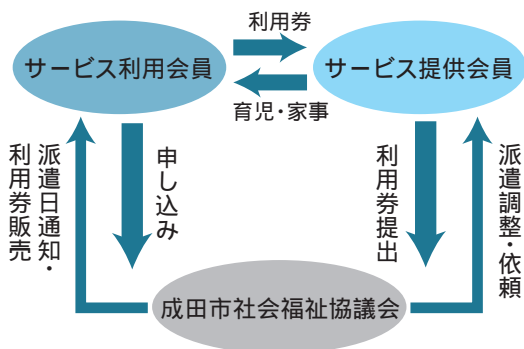 利用券
サービス利用会員
サービス提供会員
育児・家事
派遣日通知・
利用券販売
申し込み
利用券提出
派遣調整・依頼
成田市社会福祉協議会